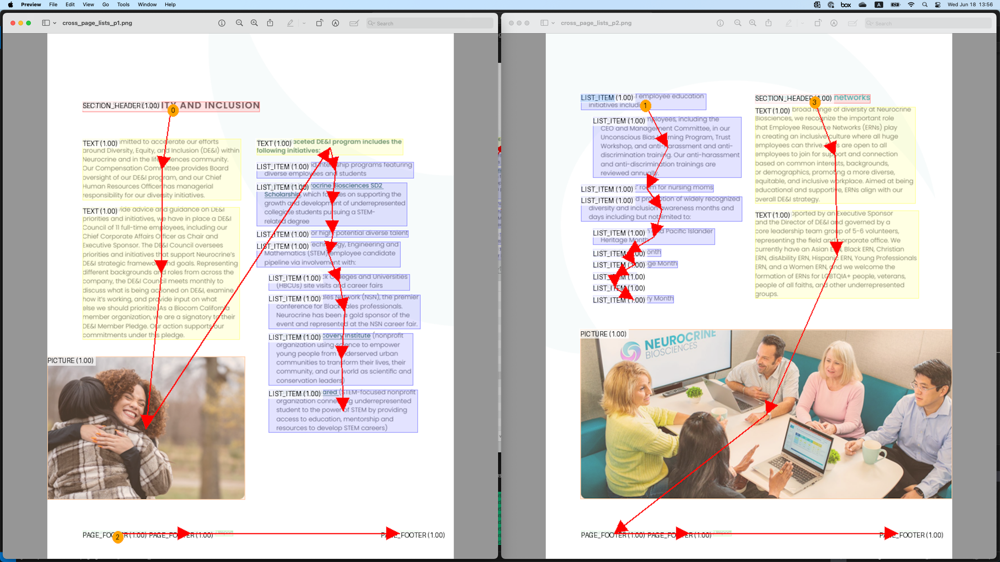 Preview File Edit View Go Tools Window Help
box A Wed Jun 18 13:56
cross_page_lists_p1.png
Search
SECTION_HEADER (1.00) ITY AND INCLUSION
0
TEXT (1.00) mitted to accelerate our efforts
around Diversity, Equity, and Inclusion (DE&I) within
Neurocrine and in the life sciences community.
Our Compensation Committee provides Board
oversight of our DE&I program, and our Chief
Human Resources Officer has managerial
responsibility for our diversity initiatives.
TEXT (1.00) vide advice and guidance on DE&I
priorities and initiatives, we have in place a DE&I
Council of 11 full-time employees, including our
Chief Corporate Affairs Officer as Chair and
Executive Sponsor. The DE&I Council oversees
priorities and initiatives that support Neurocrine's
DE&I strategic framework and goals. Representing
different backgrounds and roles from across the
company, the DE&I Council meets monthly to
discuss what is being actioned on DE&I, examine
how it's working, and provide input on what
else we should prioritize. As a Biocom California
member organization, we are a signatory to their
DE&I Member Pledge. Our action supports our
commitments under this pledge.
PICTURE (1.00)
TEXT (1.00) aceted DE&I program includes the
following initiatives:
LIST_ITEM (1.00) nd internship programs featuring
diverse employees and students
LIST_ITEM (1.00) rocrine Biosciences SD2
Scholarship, which focuses on supporting the
growth and development of underrepresented
collegiate students pursuing a STEM-
related degree
LIST_ITEM (1.00) or high-potential diverse talent
LIST_ITEM (1.00) echnology, Engineering and
Mathematics (STEM) employee candidate
pipeline via involvement with:
LIST_ITEM (1.00) ck Colleges and Universities
(HBCUs) site visits and career fairs
LIST_ITEM (1.00) ales Network (NSN), the premier
conference for Black sales professionals.
Neurocrine has been a gold sponsor of the
event and represented at the NSN career fair.
LIST_ITEM (1.00) covery Institute (nonprofit
organization using science to empower
young people from underserved urban
communities to transform their lives, their
community, and our world as scientific and
conservation leaders)
LIST_ITEM (1.00) ared (STEM-focused nonprofit
organization connecting underrepresented
student to the power of STEM by providing
access to education, mentorship and
resources to develop STEM careers)
PAGE_FOOTER (1.00) PAGE_FOOTER (1.00) Report PAGE_FOOTER (1.00)
2
cross_page_lists_p2.png
Search
LIST_ITEM (1.00) employee education
initiatives including
1
LIST_ITEM (1.00) mployees, including the
CEO and Management Committee, in our
Unconscious Bias Learning Program, Trust
Workshop, and anti-harassment and anti-
discrimination training. Our anti-harassment
and anti-discrimination trainings are
reviewed annually.
LIST_ITEM (1.00) ' room for nursing moms
LIST_ITEM (1.00) d promotion of widely recognized
diversity and inclusion awareness months and
days including but not limited to:
LIST_ITEM (1.00) n and Pacific Islander
Heritage Month
LIST_ITEM (1.00) onth
LIST_ITEM (1.00) ge Month
LIST_ITEM (1.00)
LIST_ITEM (1.00)
LIST_ITEM (1.00) ry Month
SECTION_HEADER (1.00) networks
3
TEXT (1.00) broad range of diversity at Neurocrine
Biosciences, we recognize the important role
that Employee Resource Networks (ERNs) play
in creating an inclusive culture where all huge
employees can thrive. ERNs are open to all
employees to join for support and connection
based on common interests, backgrounds,
or demographics, promoting a more diverse,
equitable, and inclusive workplace. Aimed at being
educational and supportive, ERNs align with our
overall DE&I strategy.
TEXT (1.00) pported by an Executive Sponsor
and the Director of DE&I and governed by a
core leadership team group of 5-6 volunteers,
representing the field and corporate office. We
currently have an Asian ERN, Black ERN, Christian
ERN, disAbility ERN, Hispanic ERN, Young Professionals
ERN, and a Women ERN, and we welcome the
formation of ERNs for LGBTQIA+ people, veterans,
people of all faiths, and other underrepresented
groups.
PICTURE (1.00)
NEUROCRINE
BIOSCIENCES
PAGE_FOOTER (1.00) PAGE_FOOTER (1.00) Report PAGE_FOOTER (1.00)